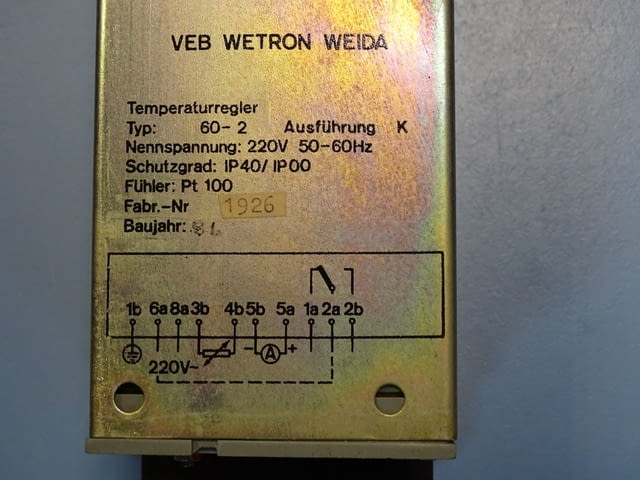 VEB WETRON WEIDA
Temperaturregler
Typ: 60-2 Ausführung K
Nennspannung: 220V 50-60Hz
Schutzgrad: IP40/IP00
Fühler: Pt 100
Fabr.-Nr 1926
Baujahr:
1b 6a 8a 3b 4b 5b 5a 1a 2a 2b
- A +
220V~